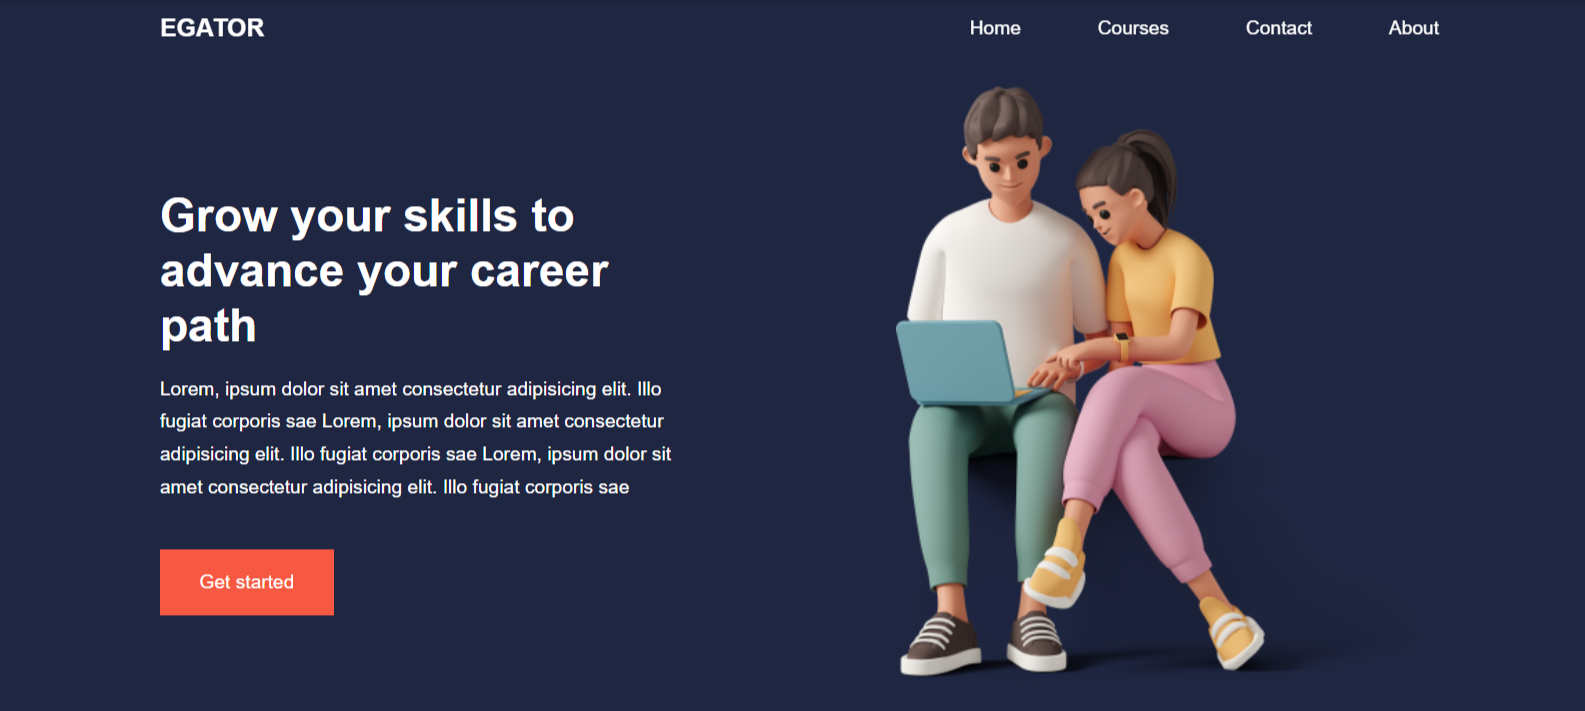 EGATOR
Home Courses Contact About
Grow your skills to
advance your career
path
Lorem, ipsum dolor sit amet consectetur adipisicing elit. Illo
fugiat corporis sae Lorem, ipsum dolor sit amet consectetur
adipisicing elit. Illo fugiat corporis sae Lorem, ipsum dolor sit
amet consectetur adipisicing elit. Illo fugiat corporis sae
Get started